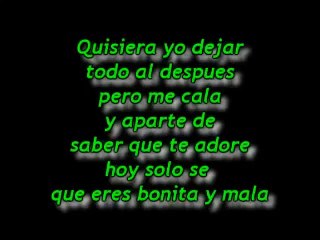 Quisiera yo dejar
todo al despues
pero me cala
y aparte de
saber que te adore
hoy solo se
que eres bonita y mala